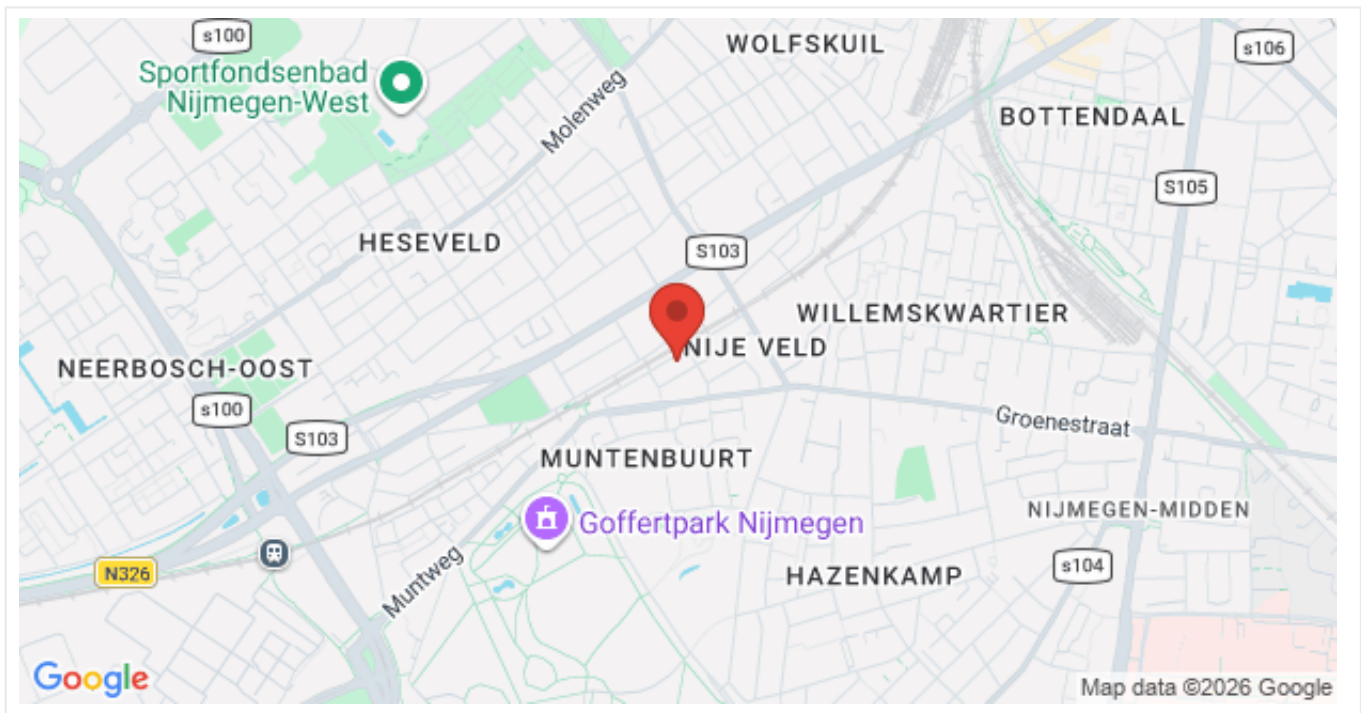 s100
WOLFSKUIL
s106
Sportfondsenbad
Nijmegen-West
Molenweg
BOTTENDAAL
S105
HESEVELD
S103
WILLEMSKWARTIER
NIJE VELD
NEERBOSCH-OOST
s100
S103
Groenestraat
MUNTENBUURT
NIJMEGEN-MIDDEN
Goffertpark Nijmegen
N326
Muntweg
HAZENKAMP
s104
Google
Map data ©2026 Google